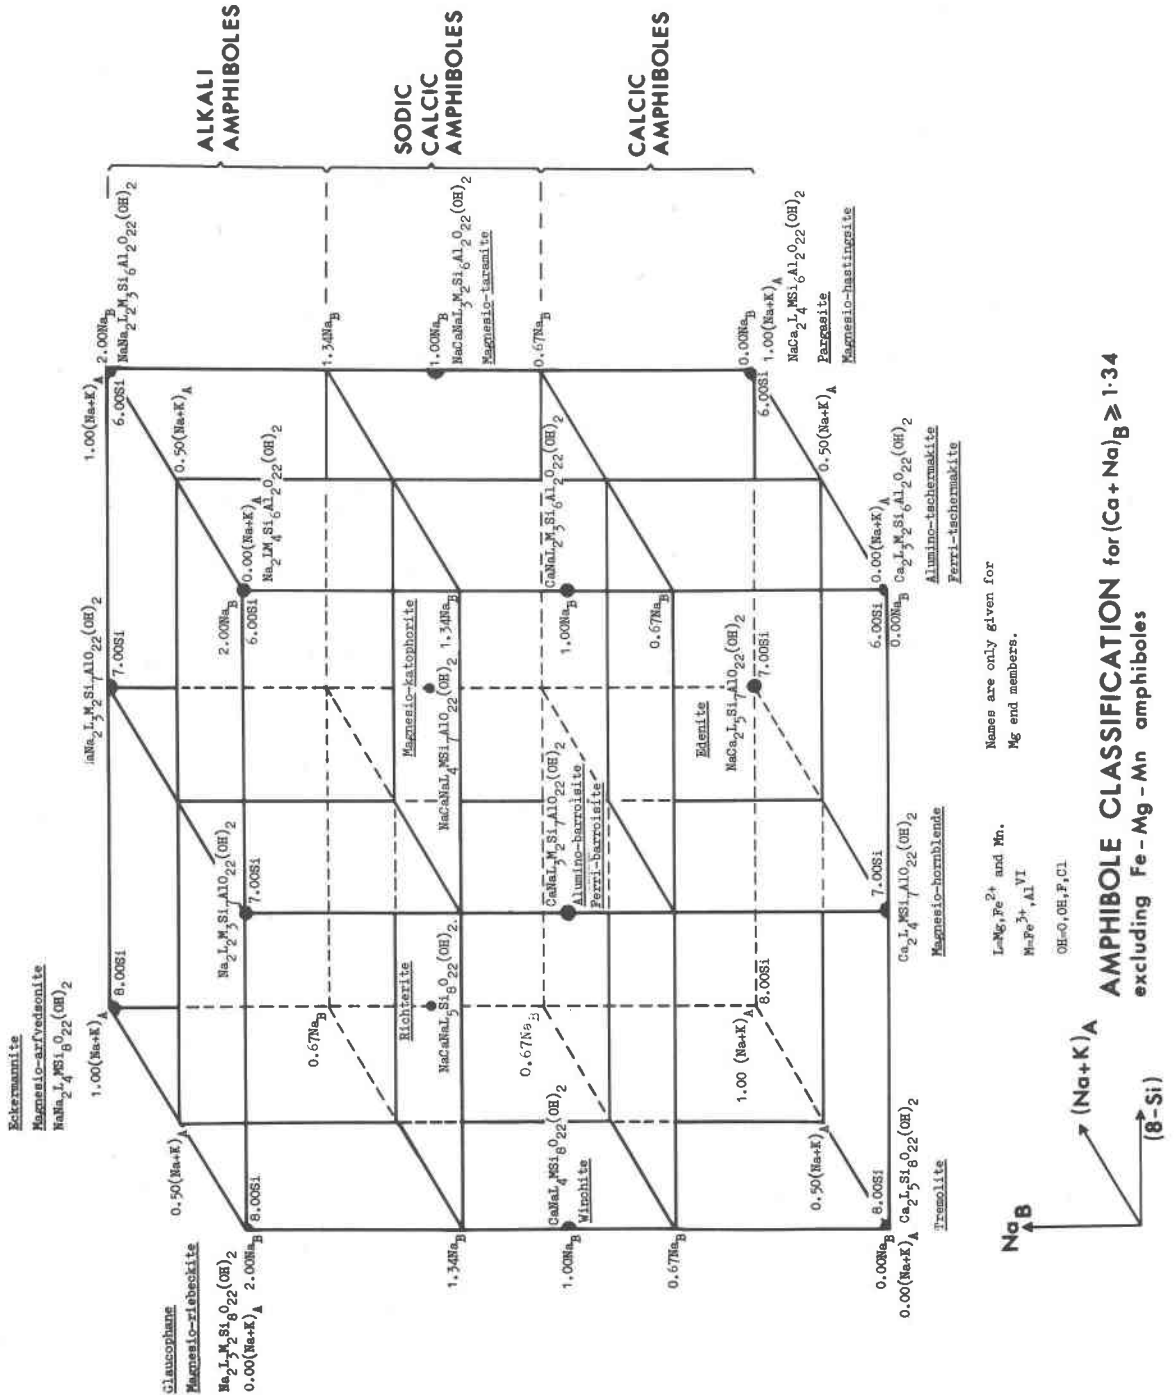 ALKALI
AMPHIBOLES
SODIC
CALCIC
AMPHIBOLES
CALCIC
AMPHIBOLES
Eckermannite
Magnesio-arfvedsonite
NaNa2L4MSi8O22(OH)2
1.00(Na+K)A
8.00Si
aNa2L3M2Si7AlO22(OH)2
7.00Si
1.00(Na+K)A
2.00NaB
NaNa2L2M3Si6Al2O22(OH)2
6.00Si
0.50(Na+K)A
0.50(Na+K)A
Glaucophane
Magnesio-riebeckite
Na2L3M2Si8O22(OH)2
0.00(Na+K)A
2.00NaB
8.00Si
Na2L2M3Si7AlO22(OH)2
7.00Si
2.00NaB
6.00Si
0.00(Na+K)A
Na2LM4Si6Al2O22(OH)2
1.34NaB
0.67NaB
1.34NaB
Richterite
NaCaNaL5Si8O22(OH)2
Magnesio-katophorite
NaCaNaL4MSi7AlO22(OH)2
1.34NaB
1.00NaB
NaCaNaL3M2Si6Al2O22(OH)2
Magnesio-taramite
1.00NaB
CaNaL4MSi8O22(OH)2
Winchite
CaNaL3M2Si7AlO22(OH)2
Alumino-barroisite
Ferri-barroisite
1.00NaB
CaNaL2M3Si6Al2O22(OH)2
0.67NaB
0.67NaB
0.67NaB
0.67NaB
1.00 (Na+K)A
8.00Si
Edenite
NaCa2L5Si7AlO22(OH)2
7.00Si
0.00NaB
1.00(Na+K)A
6.00Si
NaCa2L4MSi6Al2O22(OH)2
Pargasite
Magnesio-hastingsite
0.50(Na+K)A
0.50(Na+K)A
0.00NaB
0.00(Na+K)A
8.00Si
Ca2L5Si8O22(OH)2
Tremolite
7.00Si
Ca2L4MSi7AlO22(OH)2
Magnesio-hornblende
6.00Si
0.00NaB
0.00(Na+K)A
Ca2L3M2Si6Al2O22(OH)2
Alumino-tschermakite
Ferri-tschermakite
NaB
(Na+K)A
(8-Si)
L=Mg,Fe2+ and Mn.
M=Fe3+,AlVI
OH=O,OH,F,Cl
Names are only given for
Mg end members.
AMPHIBOLE CLASSIFICATION for (Ca+Na)B ≥ 1·34
excluding Fe-Mg-Mn amphiboles